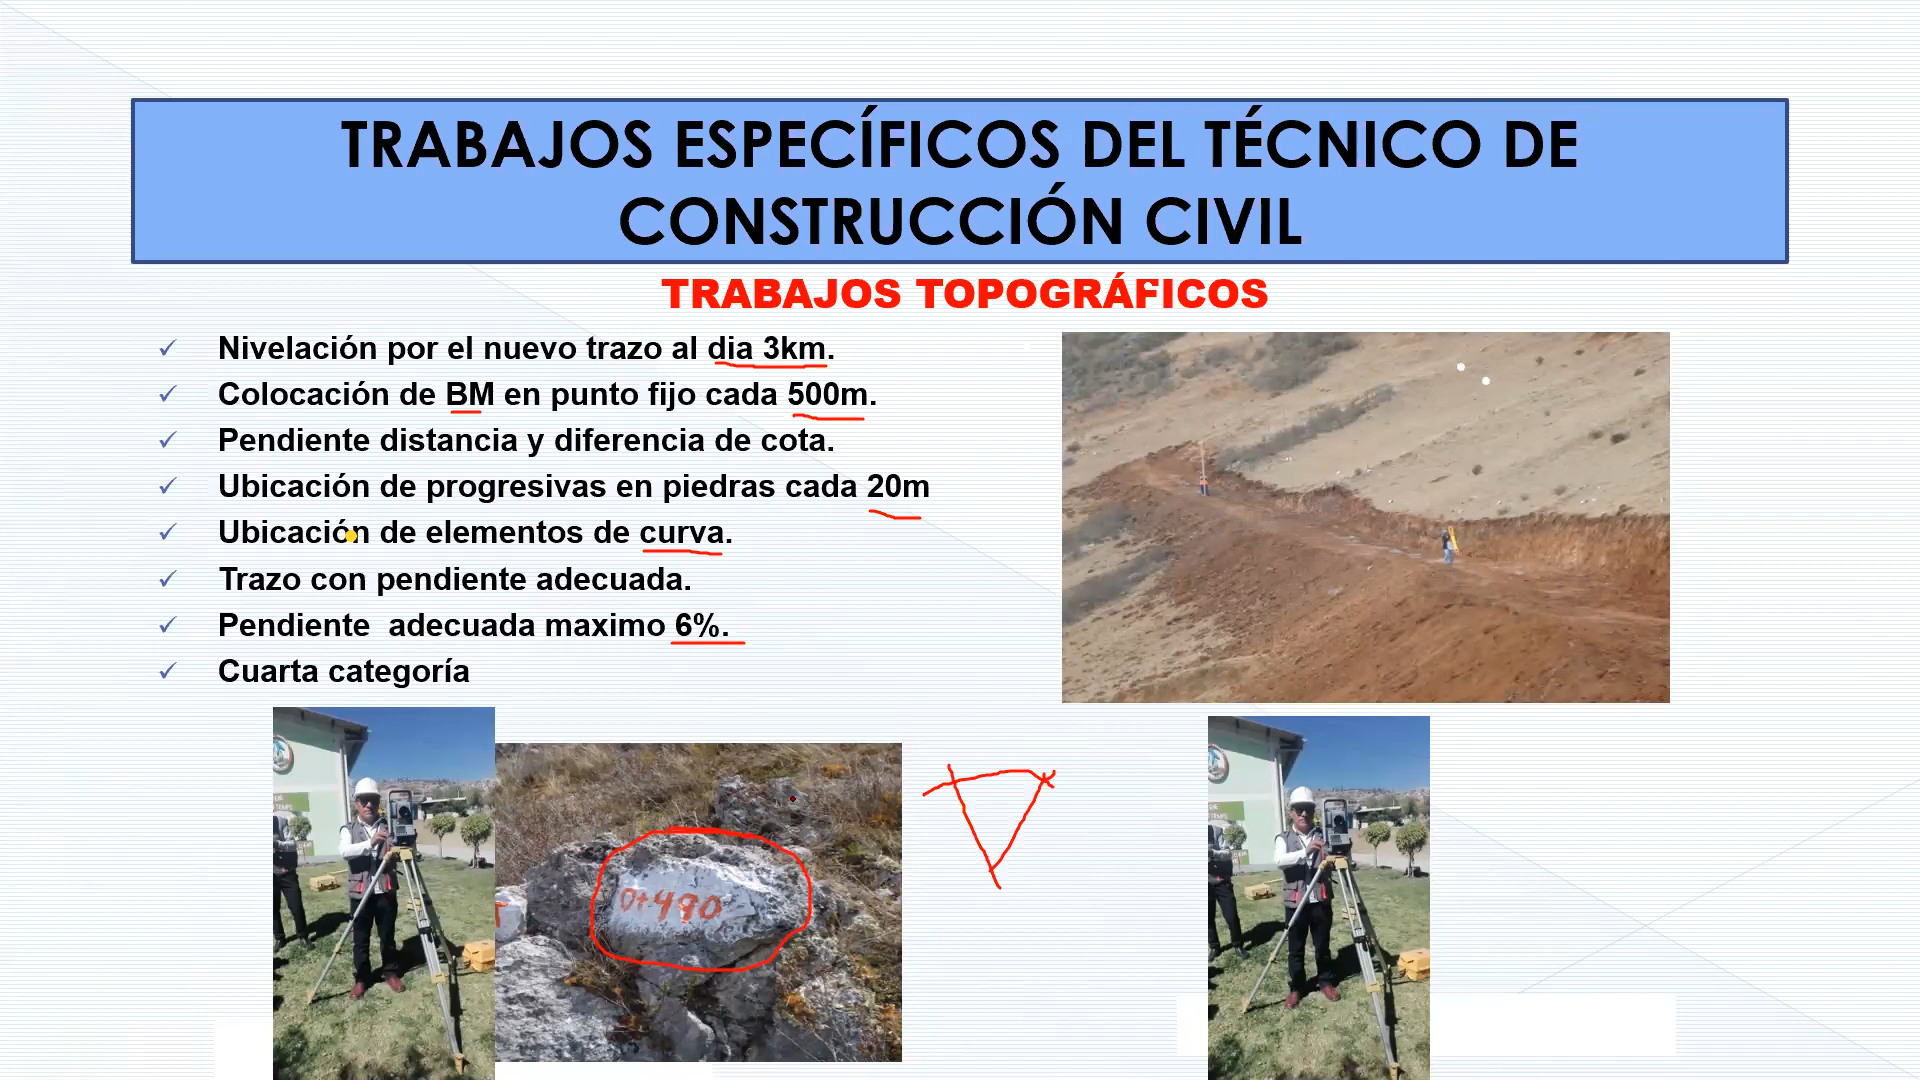 TRABAJOS ESPECÍFICOS DEL TÉCNICO DE
CONSTRUCCIÓN CIVIL
TRABAJOS TOPOGRÁFICOS
Nivelación por el nuevo trazo al dia 3km.
Colocación de BM en punto fijo cada 500m.
Pendiente distancia y diferencia de cota.
Ubicación de progresivas en piedras cada 20m
Ubicación de elementos de curva.
Trazo con pendiente adecuada.
Pendiente adecuada maximo 6%.
Cuarta categoría
0+490